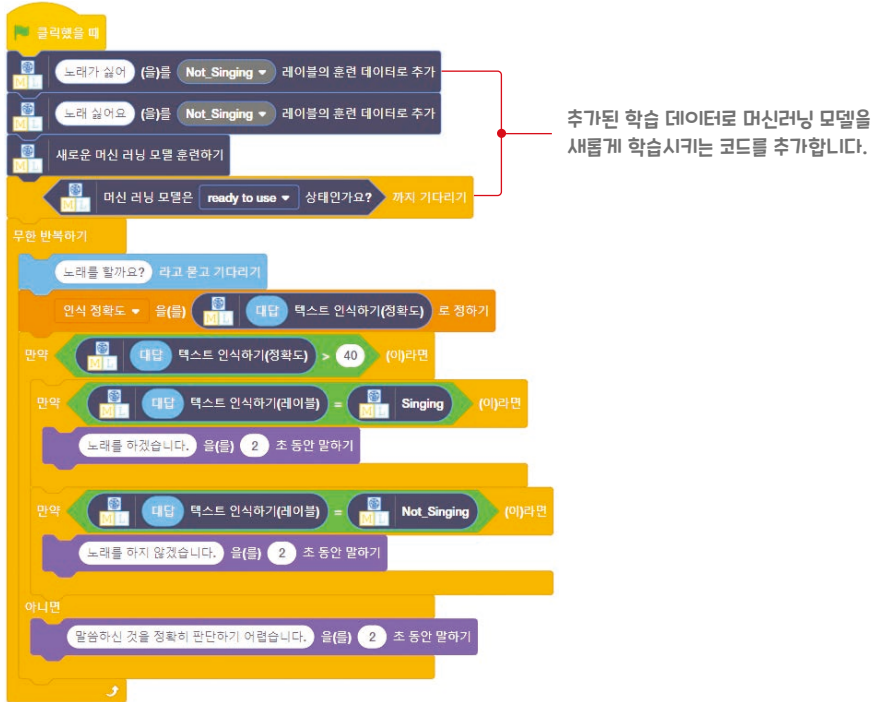 클릭했을 때
노래가 싫어 (을)를 Not_Singing 레이블의 훈련 데이터로 추가
노래 싫어요 (을)를 Not_Singing 레이블의 훈련 데이터로 추가
새로운 머신 러닝 모델 훈련하기
머신 러닝 모델은 ready to use 상태인가요? 까지 기다리기
추가된 학습 데이터로 머신러닝 모델을
새롭게 학습시키는 코드를 추가합니다.
무한 반복하기
노래를 할까요? 라고 묻고 기다리기
인식 정확도 을(를) ML 대답 텍스트 인식하기(정확도) 로 정하기
만약 ML 대답 텍스트 인식하기(정확도) > 40 (이)라면
만약 ML 대답 텍스트 인식하기(레이블) = ML Singing (이)라면
노래를 하겠습니다. 을(를) 2 초 동안 말하기
만약 ML 대답 텍스트 인식하기(레이블) = ML Not_Singing (이)라면
노래를 하지 않겠습니다. 을(를) 2 초 동안 말하기
아니면
말씀하신 것을 정확히 판단하기 어렵습니다. 을(를) 2 초 동안 말하기